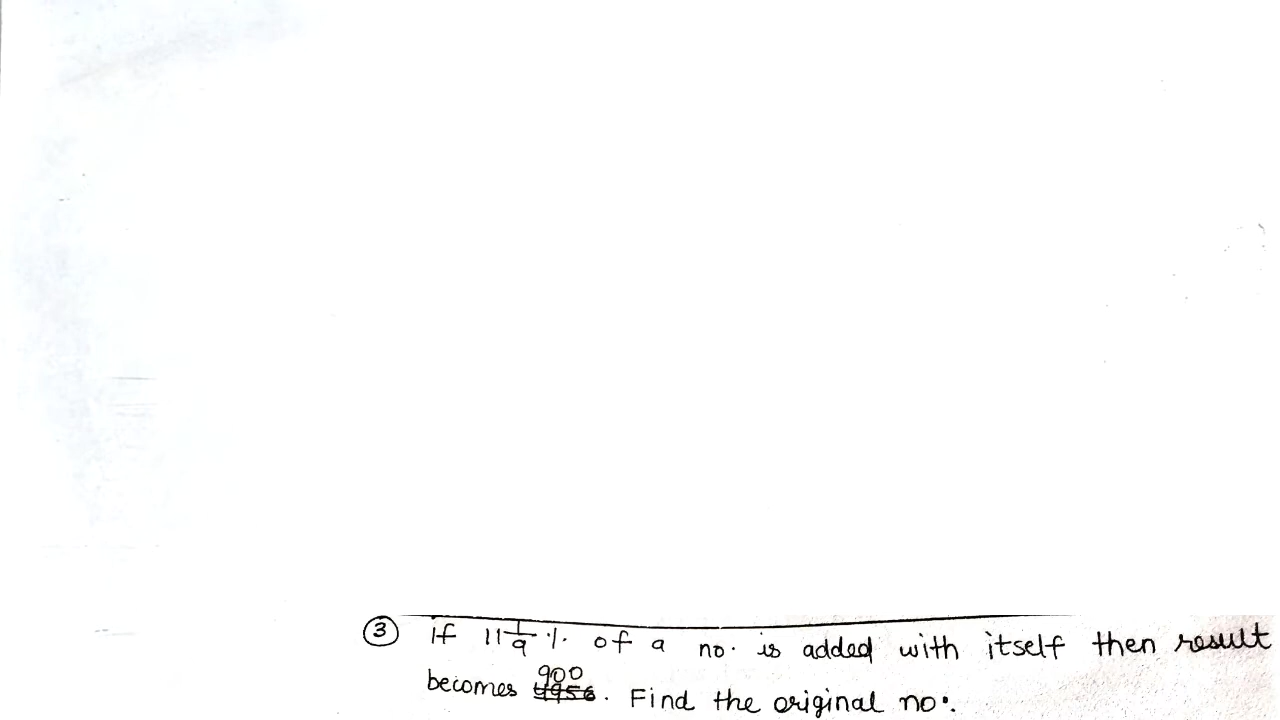 ③ if 11 1/9 % of a no. is added with itself then result
becomes 900. Find the original no.